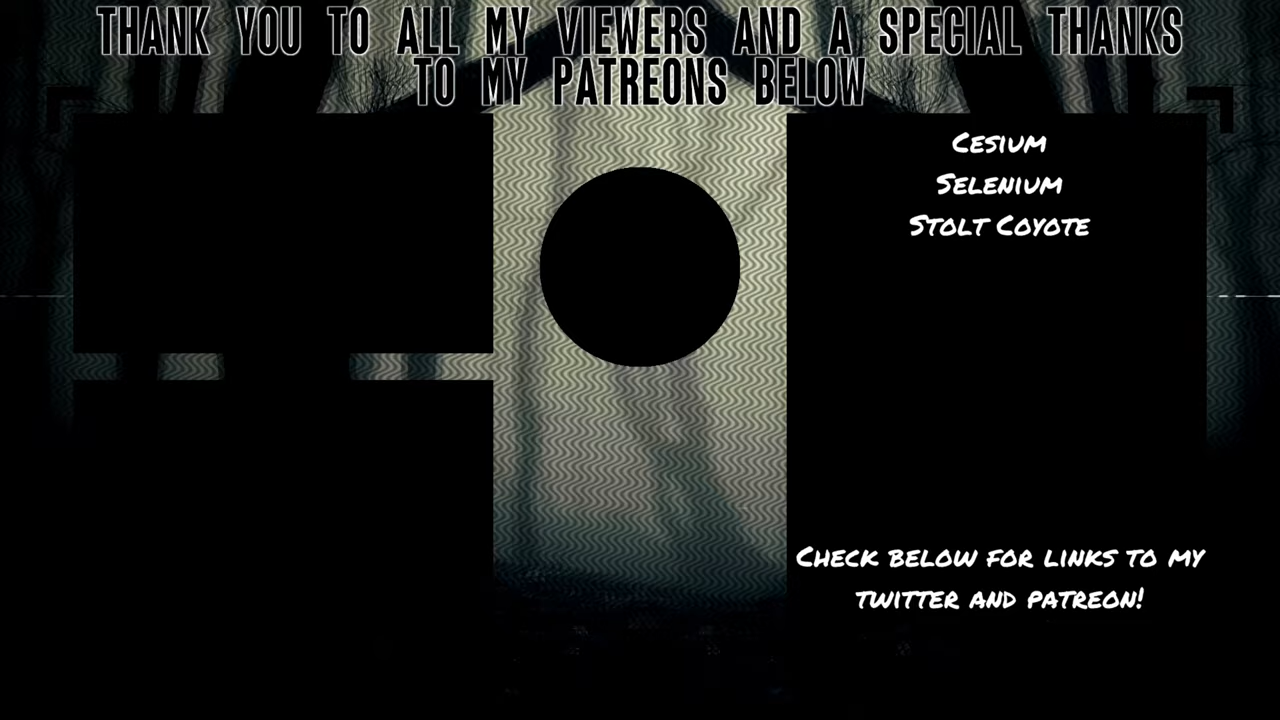 THANK YOU TO ALL MY VIEWERS AND A SPECIAL THANKS
TO MY PATREONS BELOW
CESIUM
SELENIUM
STOLT COYOTE
CHECK BELOW FOR LINKS TO MY
TWITTER AND PATREON!